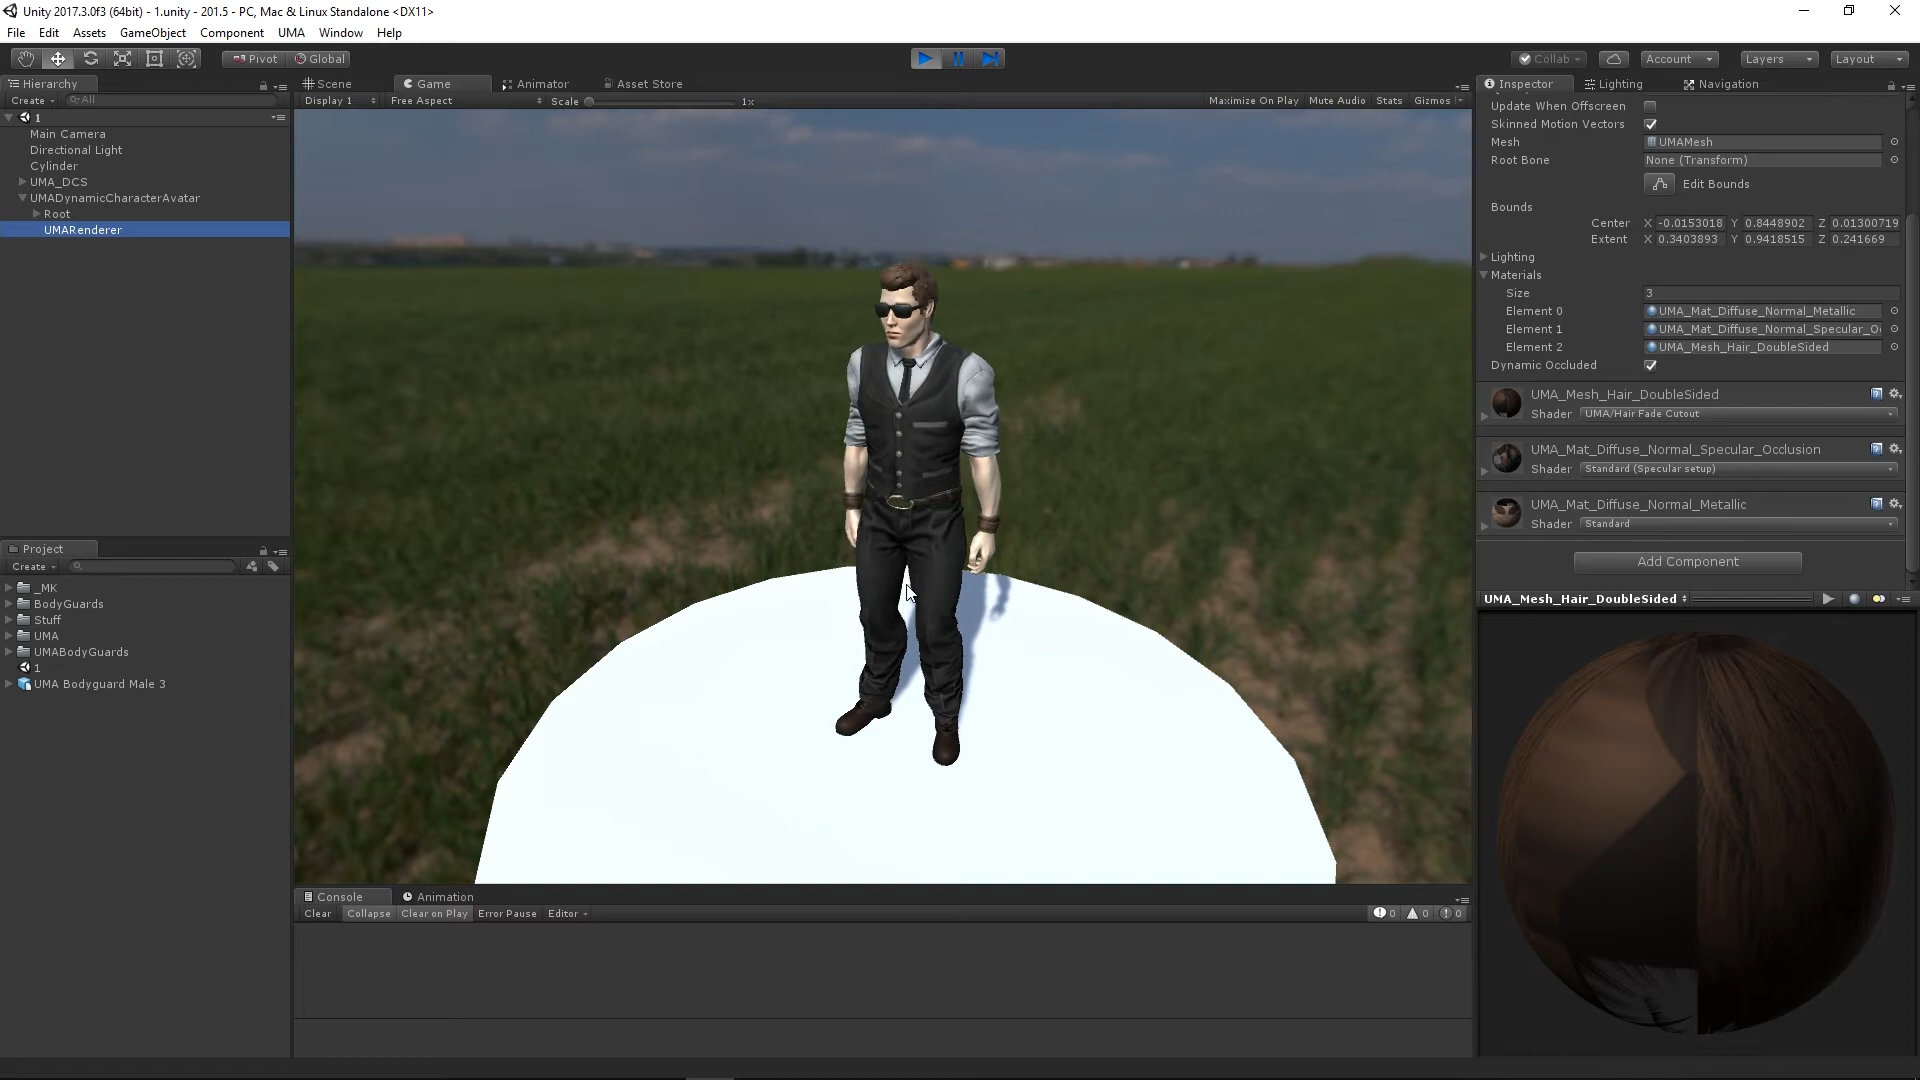 Unity 2017.3.0f3 (64bit) - 1.unity - 201.5 - PC, Mac & Linux Standalone <DX11>
File Edit Assets GameObject Component UMA Window Help
Pivot Global Collab Account Layers Layout
Hierarchy
Create All
1
Main Camera
Directional Light
Cylinder
UMA_DCS
UMADynamicCharacterAvatar
Root
UMARenderer
Project
Create
_MK
BodyGuards
Stuff
UMA
UMABodyGuards
1
UMA Bodyguard Male 3
Scene Game Animator Asset Store
Display 1 Free Aspect Scale 1x Maximize On Play Mute Audio Stats Gizmos
Console Animation
Clear Collapse Clear on Play Error Pause Editor 0 0 0
Inspector Lighting Navigation
Update When Offscreen
Skinned Motion Vectors
Mesh UMAMesh
Root Bone None (Transform)
Edit Bounds
Bounds
Center X -0.0153018 Y 0.8448902 Z 0.01300719
Extent X 0.3403893 Y 0.9418515 Z 0.241669
Lighting
Materials
Size 3
Element 0 UMA_Mat_Diffuse_Normal_Metallic
Element 1 UMA_Mat_Diffuse_Normal_Specular_O
Element 2 UMA_Mesh_Hair_DoubleSided
Dynamic Occluded
UMA_Mesh_Hair_DoubleSided
Shader UMA/Hair Fade Cutout
UMA_Mat_Diffuse_Normal_Specular_Occlusion
Shader Standard (Specular setup)
UMA_Mat_Diffuse_Normal_Metallic
Shader Standard
Add Component
UMA_Mesh_Hair_DoubleSided